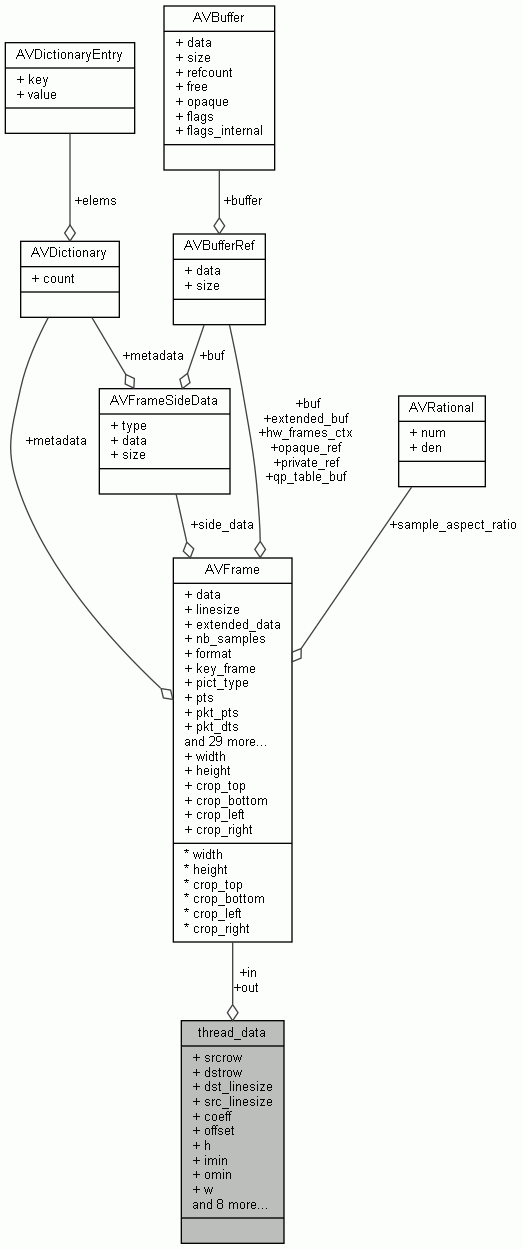 AVBuffer
+ data
+ size
+ refcount
+ free
+ opaque
+ flags
+ flags_internal
AVDictionaryEntry
+ key
+ value
+elems
+buffer
AVDictionary
+ count
AVBufferRef
+ data
+ size
+metadata
+buf
AVFrameSideData
+ type
+ data
+ size
+metadata
+buf
+extended_buf
+hw_frames_ctx
+opaque_ref
+private_ref
+qp_table_buf
AVRational
+ num
+ den
+side_data
+sample_aspect_ratio
AVFrame
+ data
+ linesize
+ extended_data
+ nb_samples
+ format
+ key_frame
+ pict_type
+ pts
+ pkt_pts
+ pkt_dts
and 29 more...
+ width
+ height
+ crop_top
+ crop_bottom
+ crop_left
+ crop_right
* width
* height
* crop_top
* crop_bottom
* crop_left
* crop_right
+in
+out
thread_data
+ srcrow
+ dstrow
+ dst_linesize
+ src_linesize
+ coeff
+ offset
+ h
+ imin
+ omin
+ w
and 8 more...